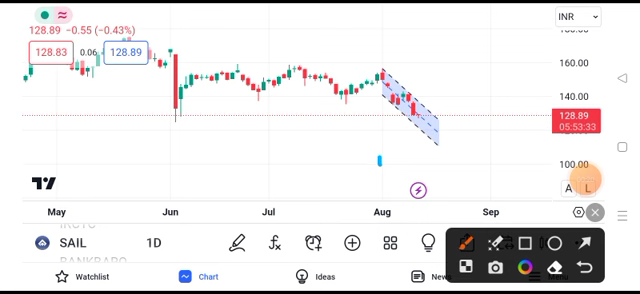 INR
128.89 −0.55 (−0.43%)
128.83 0.06 128.89
160.00
140.00
128.89
05:53:33
100.00
A L
May Jun Jul Aug Sep
SAIL 1D
Watchlist Chart Ideas News